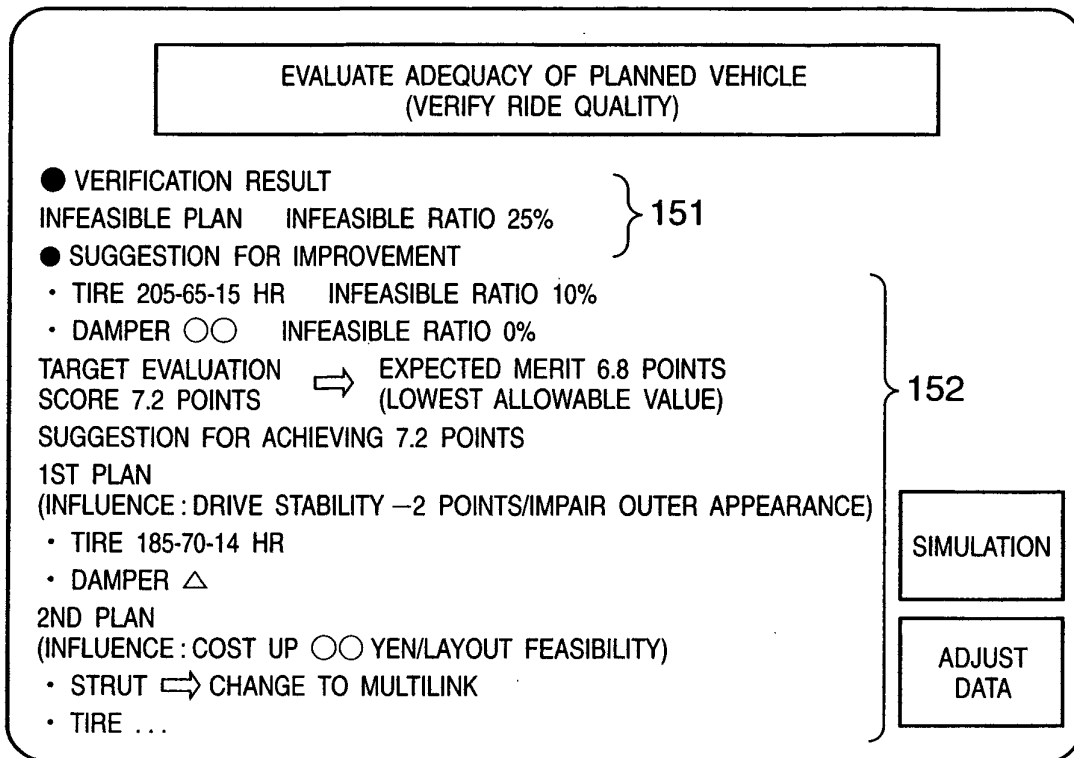 EVALUATE ADEQUACY OF PLANNED VEHICLE
(VERIFY RIDE QUALITY)
● VERIFICATION RESULT
INFEASIBLE PLAN INFEASIBLE RATIO 25%
151
● SUGGESTION FOR IMPROVEMENT
・ TIRE 205-65-15 HR INFEASIBLE RATIO 10%
・ DAMPER ○○ INFEASIBLE RATIO 0%
TARGET EVALUATION
SCORE 7.2 POINTS
⇨
EXPECTED MERIT 6.8 POINTS
(LOWEST ALLOWABLE VALUE)
152
SUGGESTION FOR ACHIEVING 7.2 POINTS
1ST PLAN
(INFLUENCE : DRIVE STABILITY −2 POINTS/IMPAIR OUTER APPEARANCE)
・ TIRE 185-70-14 HR
・ DAMPER △
2ND PLAN
(INFLUENCE : COST UP ○○ YEN/LAYOUT FEASIBILITY)
・ STRUT ⇨ CHANGE TO MULTILINK
・ TIRE ...
SIMULATION
ADJUST
DATA